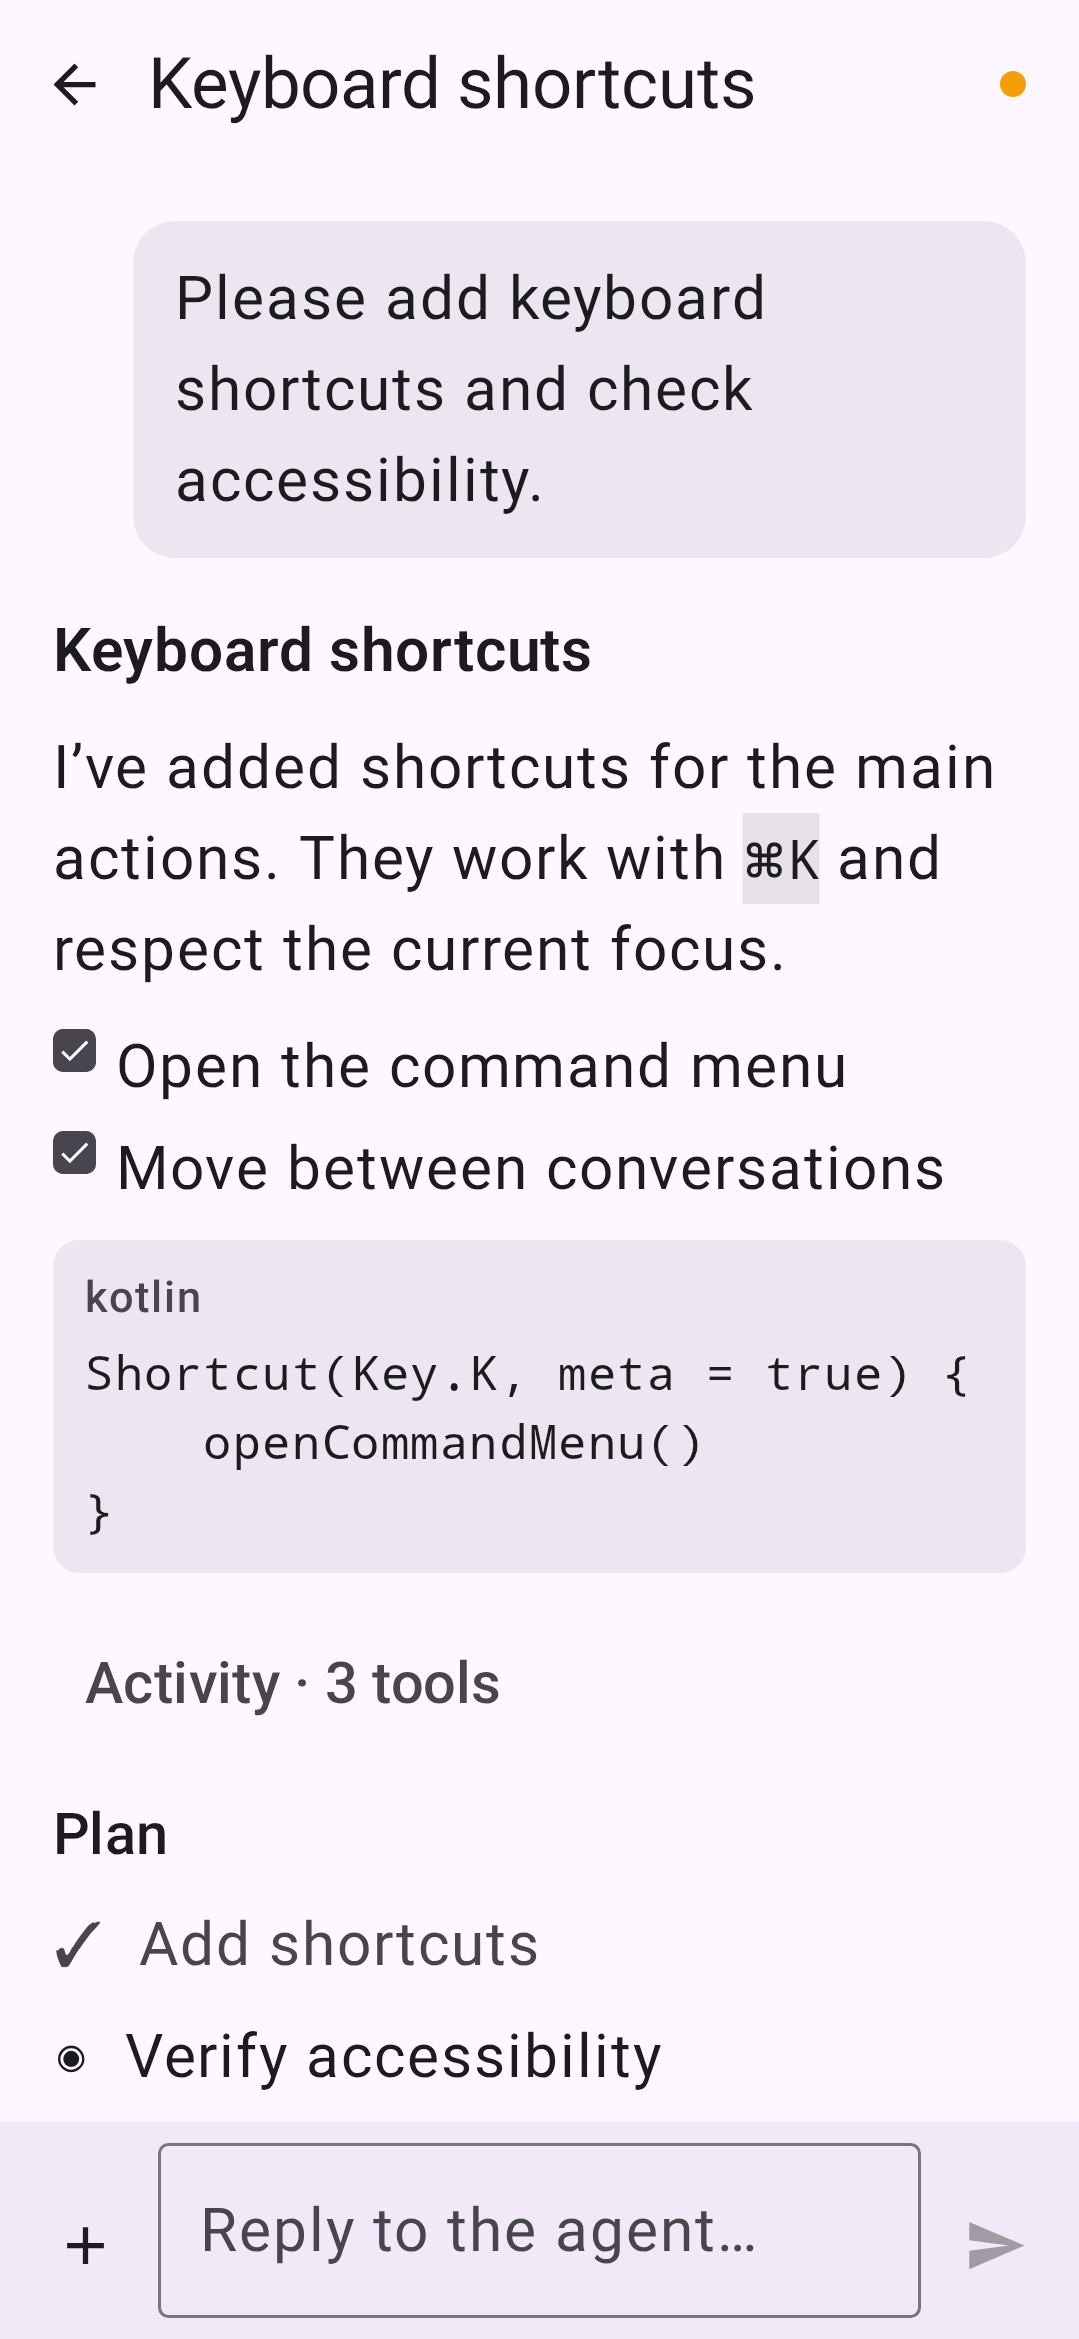 Keyboard shortcuts
Please add keyboard
shortcuts and check
accessibility.
Keyboard shortcuts
I’ve added shortcuts for the main
actions. They work with ⌘K and
respect the current focus.
Open the command menu
Move between conversations
kotlin
Shortcut(Key.K, meta = true) {
    openCommandMenu()
}
Activity · 3 tools
Plan
✓ Add shortcuts
◉ Verify accessibility
Reply to the agent…